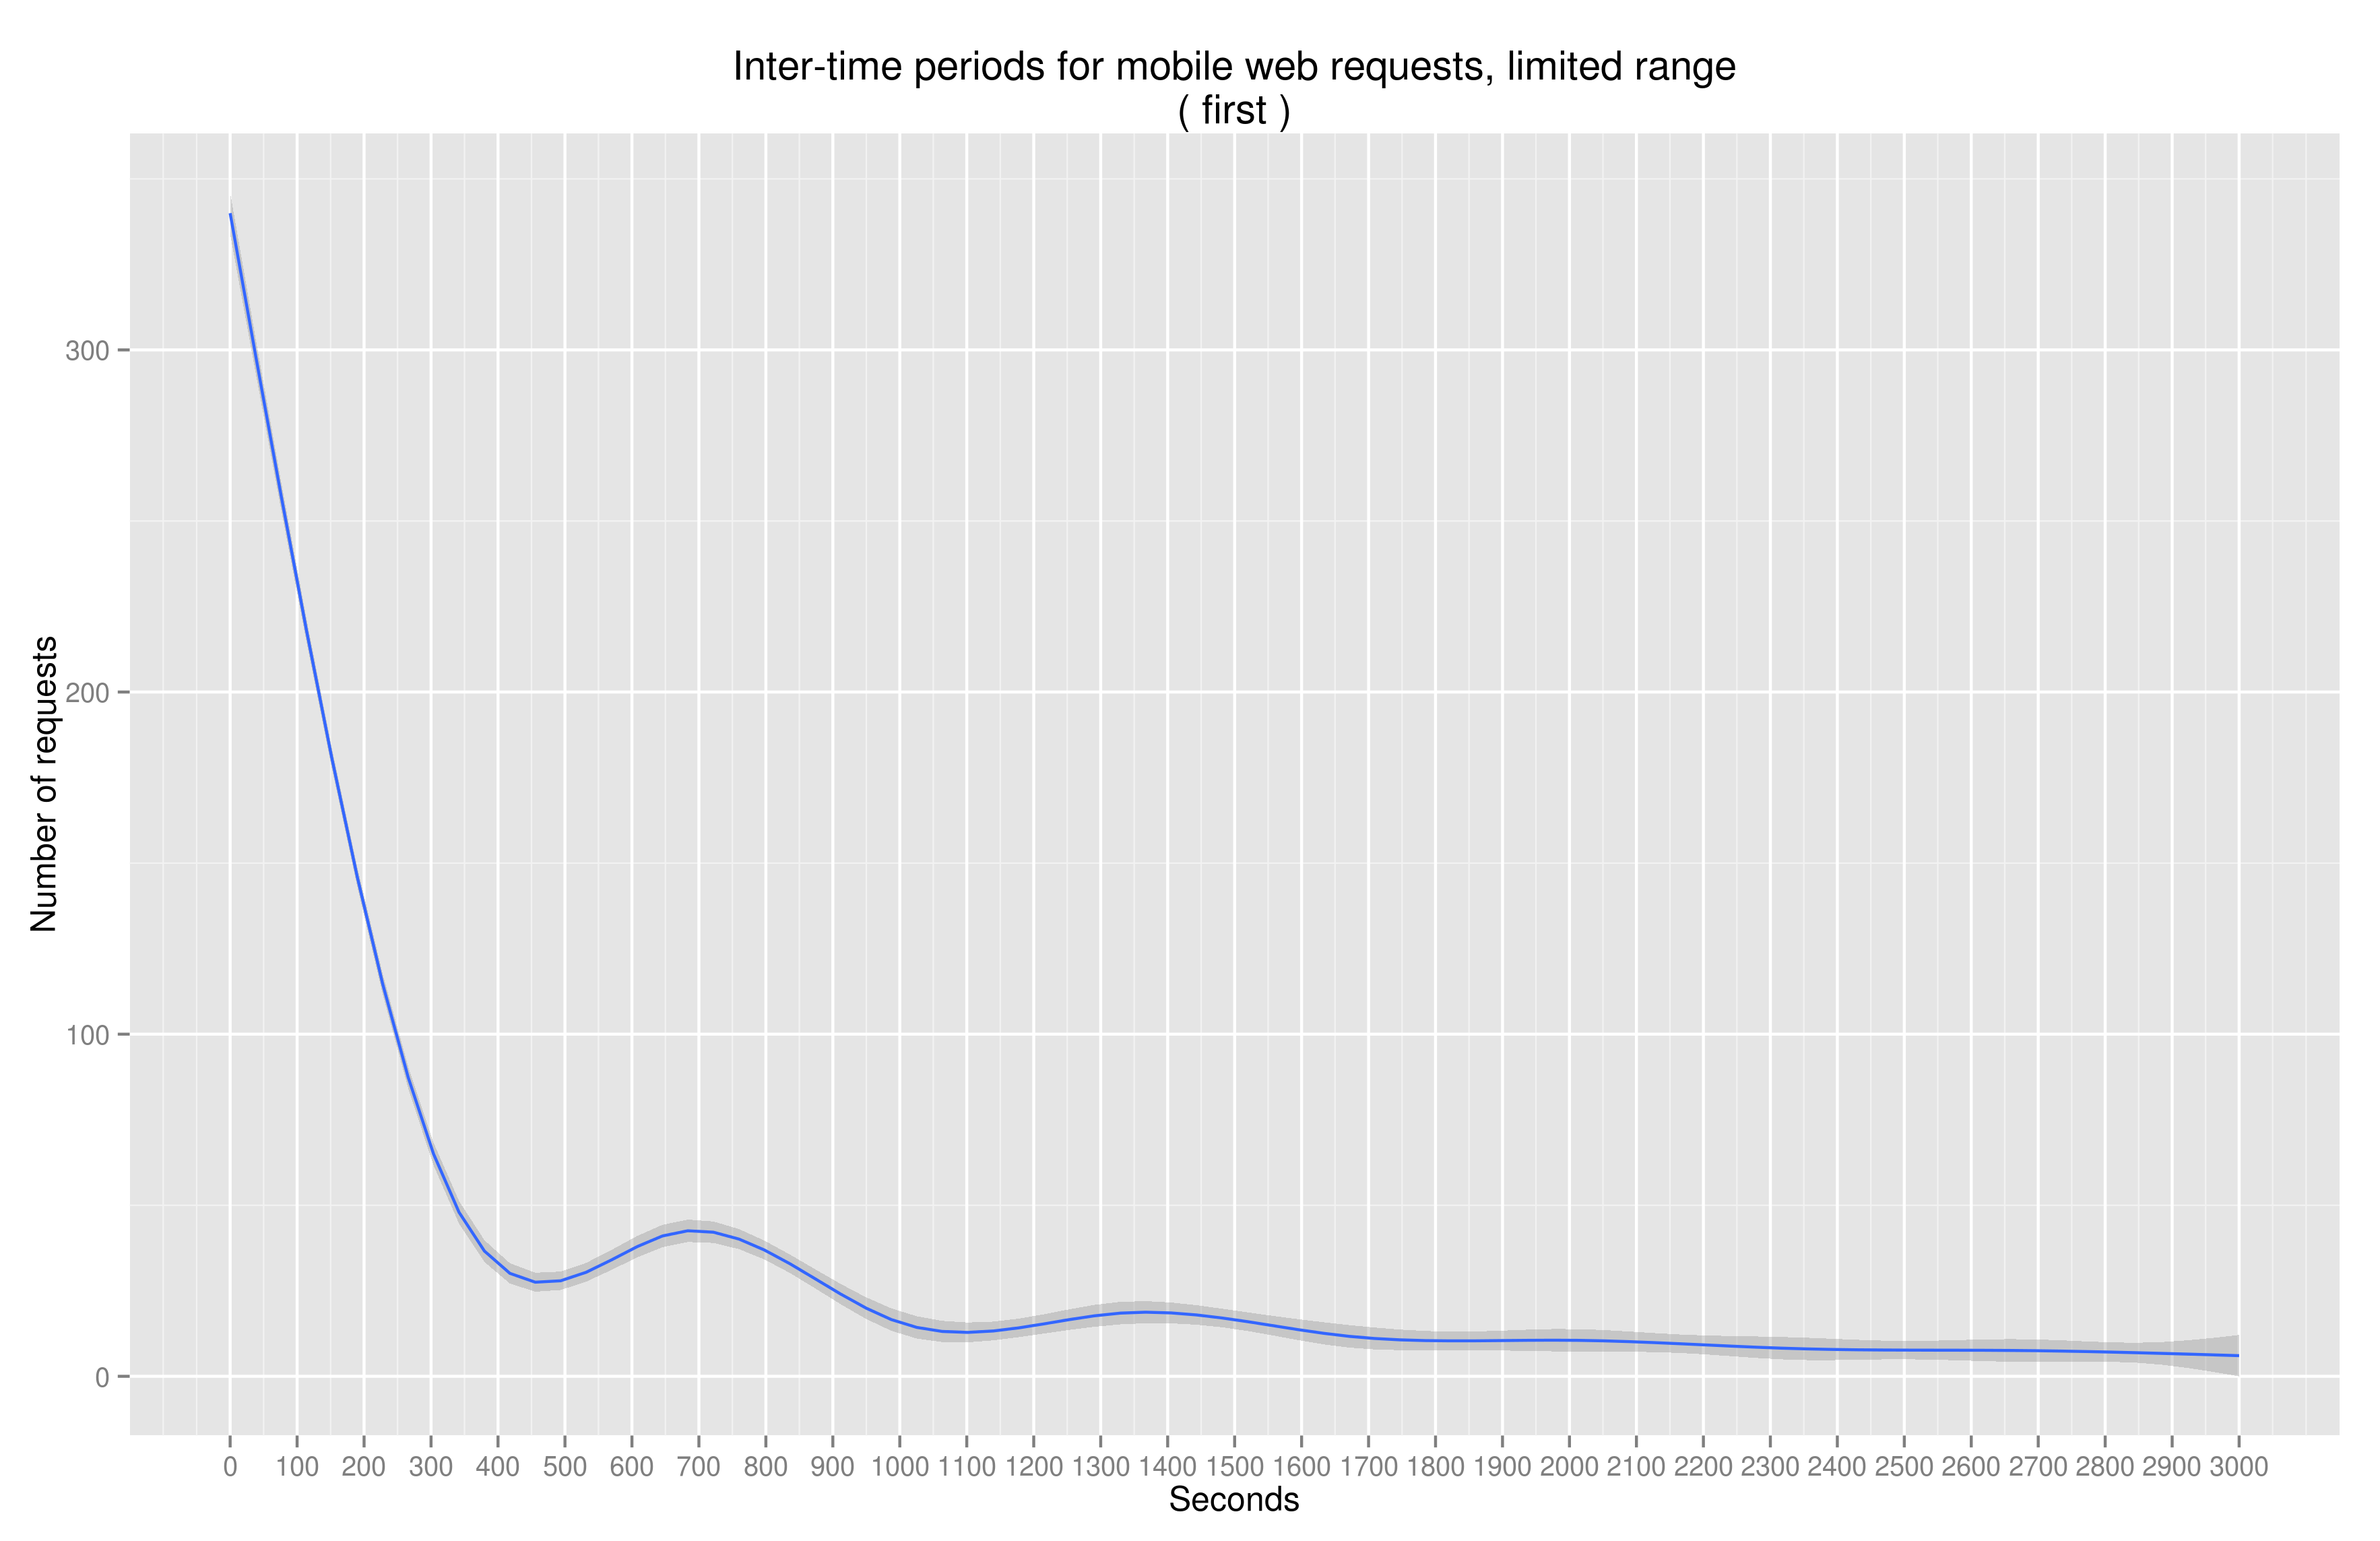 Inter-time periods for mobile web requests, limited range
( first )
Number of requests
300
200
100
0
0 100 200 300 400 500 600 700 800 900 1000 1100 1200 1300 1400 1500 1600 1700 1800 1900 2000 2100 2200 2300 2400 2500 2600 2700 2800 2900 3000
Seconds